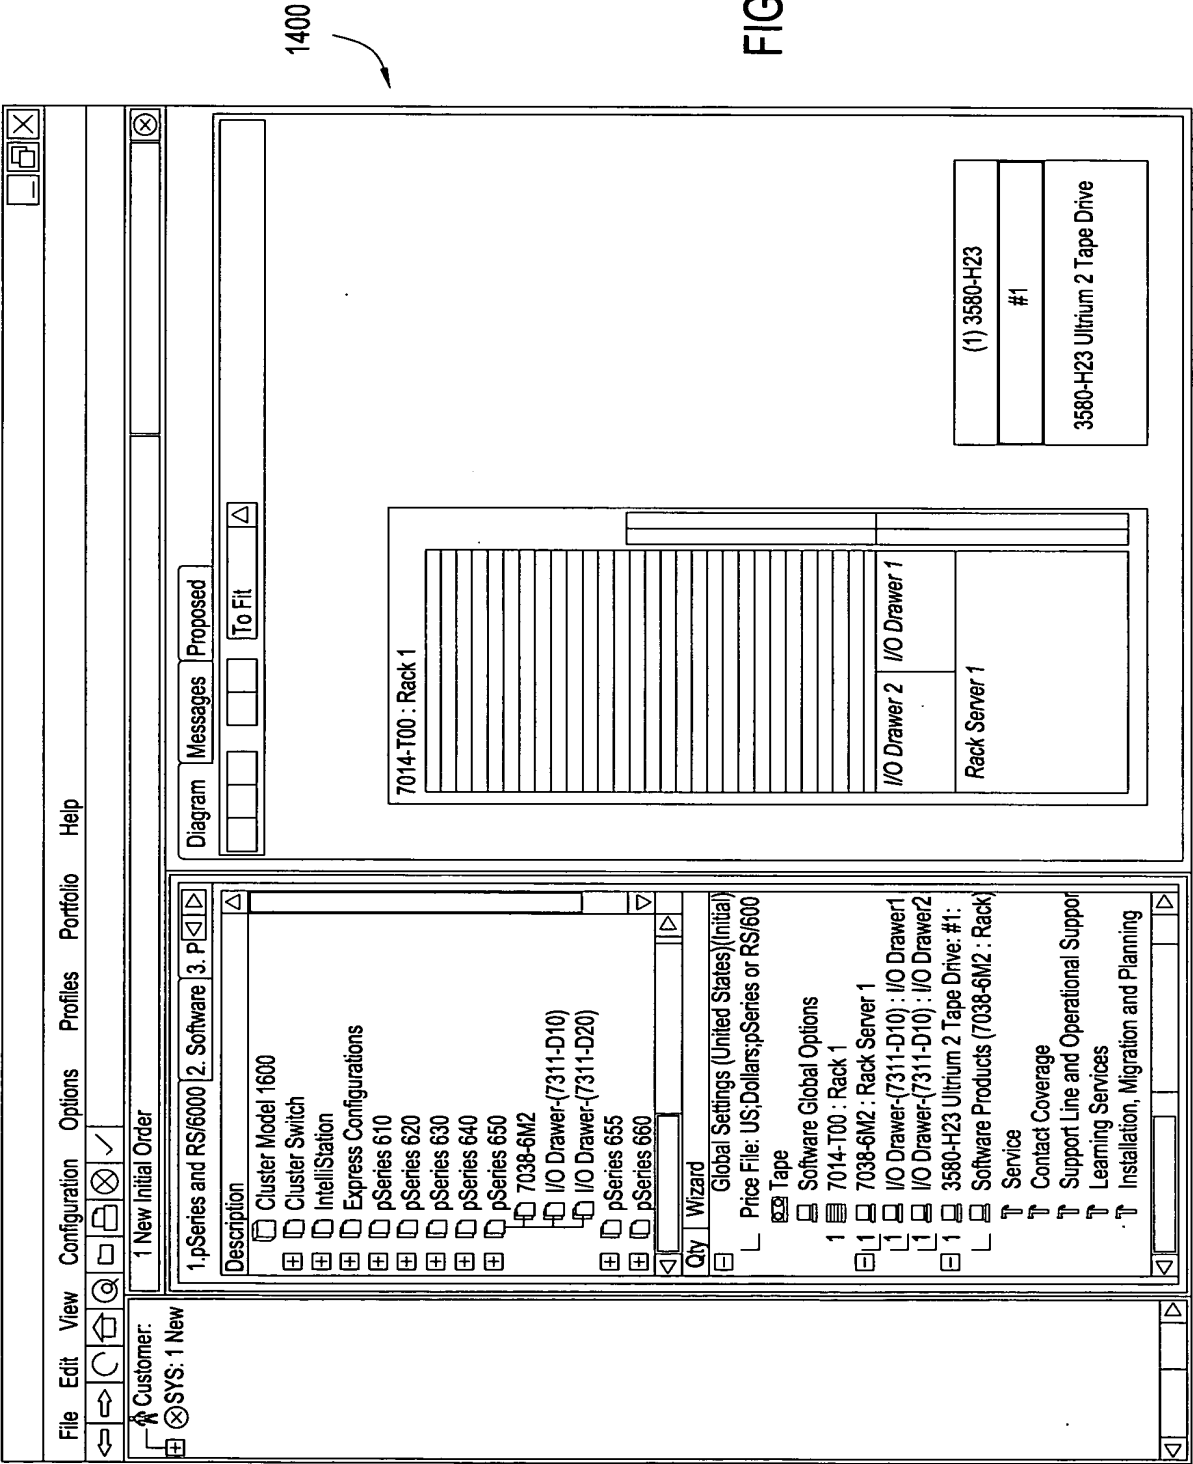 File Edit View Configuration Options Profiles Portfolio Help
Customer:
SYS: 1 New
1 New Initial Order
1.pSeries and RS/6000 2. Software 3. P
Description
Cluster Model 1600
Cluster Switch
IntelliStation
Express Configurations
pSeries 610
pSeries 620
pSeries 630
pSeries 640
pSeries 650
7038-6M2
I/O Drawer-(7311-D10)
I/O Drawer-(7311-D20)
pSeries 655
pSeries 660
Qty Wizard
Global Settings (United States)(Initial)
Price File: US;Dollars;pSeries or RS/600
Tape
Software Global Options
1 7014-T00 : Rack 1
1 7038-6M2 : Rack Server 1
1 I/O Drawer-(7311-D10) : I/O Drawer1
1 I/O Drawer-(7311-D10) : I/O Drawer2
1 3580-H23 Ultrium 2 Tape Drive: #1:
Software Products (7038-6M2 : Rack)
Service
Contact Coverage
Support Line and Operational Suppor
Learning Services
Installation, Migration and Planning
Diagram Messages Proposed
To Fit
7014-T00 : Rack 1
I/O Drawer 2 I/O Drawer 1
Rack Server 1
(1) 3580-H23
#1
3580-H23 Ultrium 2 Tape Drive
1400
FIG